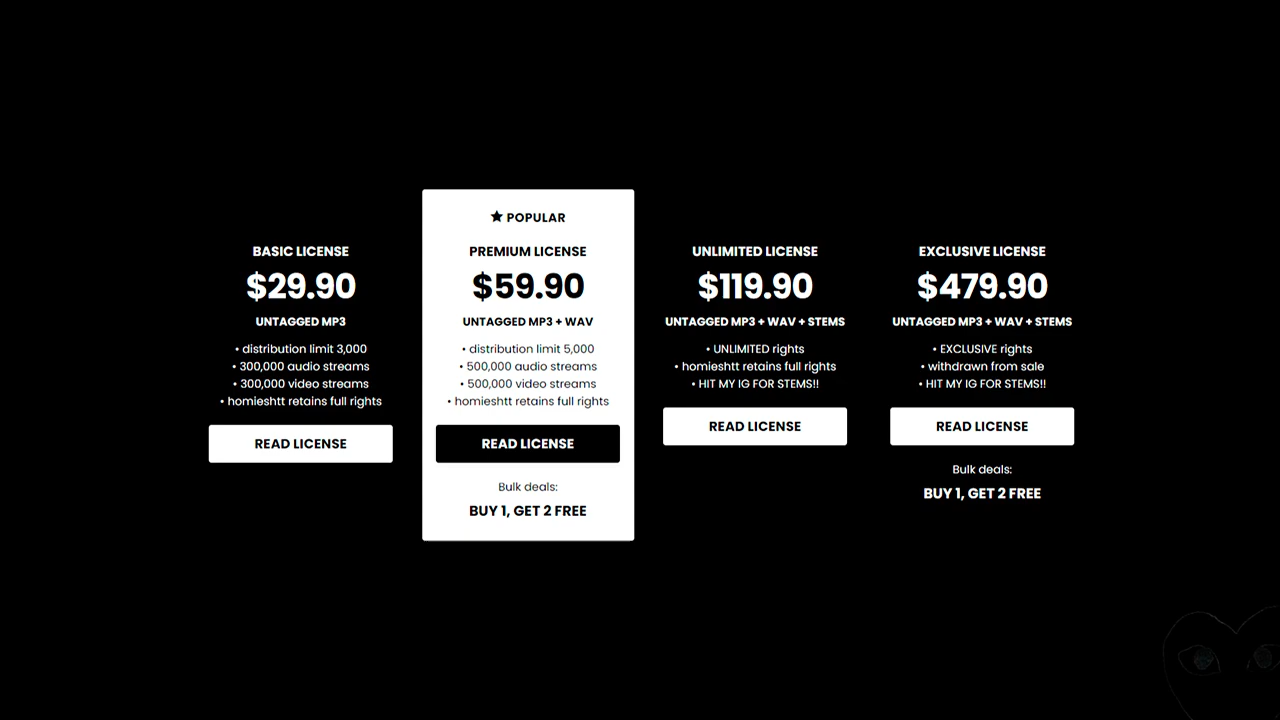 BASIC LICENSE
$29.90
UNTAGGED MP3
• distribution limit 3,000
• 300,000 audio streams
• 300,000 video streams
• homieshtt retains full rights
READ LICENSE
★ POPULAR
PREMIUM LICENSE
$59.90
UNTAGGED MP3 + WAV
• distribution limit 5,000
• 500,000 audio streams
• 500,000 video streams
• homieshtt retains full rights
READ LICENSE
Bulk deals:
BUY 1, GET 2 FREE
UNLIMITED LICENSE
$119.90
UNTAGGED MP3 + WAV + STEMS
• UNLIMITED rights
• homieshtt retains full rights
• HIT MY IG FOR STEMS!!
READ LICENSE
EXCLUSIVE LICENSE
$479.90
UNTAGGED MP3 + WAV + STEMS
• EXCLUSIVE rights
• withdrawn from sale
• HIT MY IG FOR STEMS!!
READ LICENSE
Bulk deals:
BUY 1, GET 2 FREE